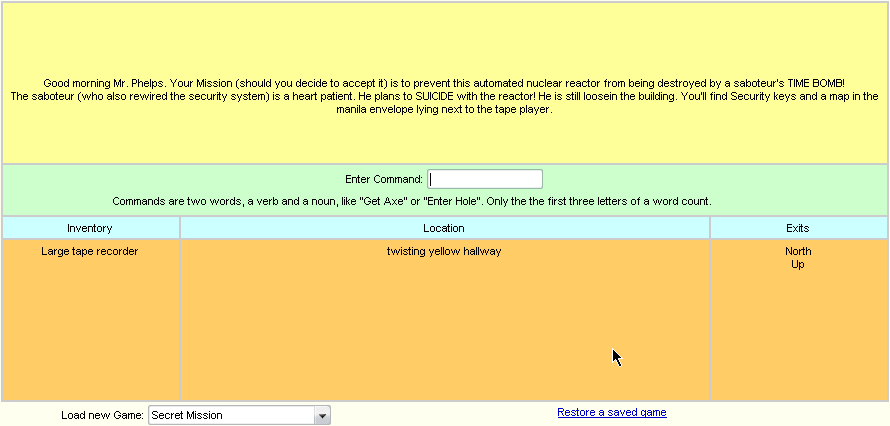 Good morning Mr. Phelps. Your Mission (should you decide to accept it) is to prevent this automated nuclear reactor from being destroyed by a saboteur's TIME BOMB!
The saboteur (who also rewired the security system) is a heart patient. He plans to SUICIDE with the reactor! He is still loosein the building. You'll find Security keys and a map in the
manila envelope lying next to the tape player.
Enter Command:
Commands are two words, a verb and a noun, like "Get Axe" or "Enter Hole". Only the the first three letters of a word count.
Inventory Location Exits
Large tape recorder twisting yellow hallway North
Up
Load new Game: Secret Mission Restore a saved game